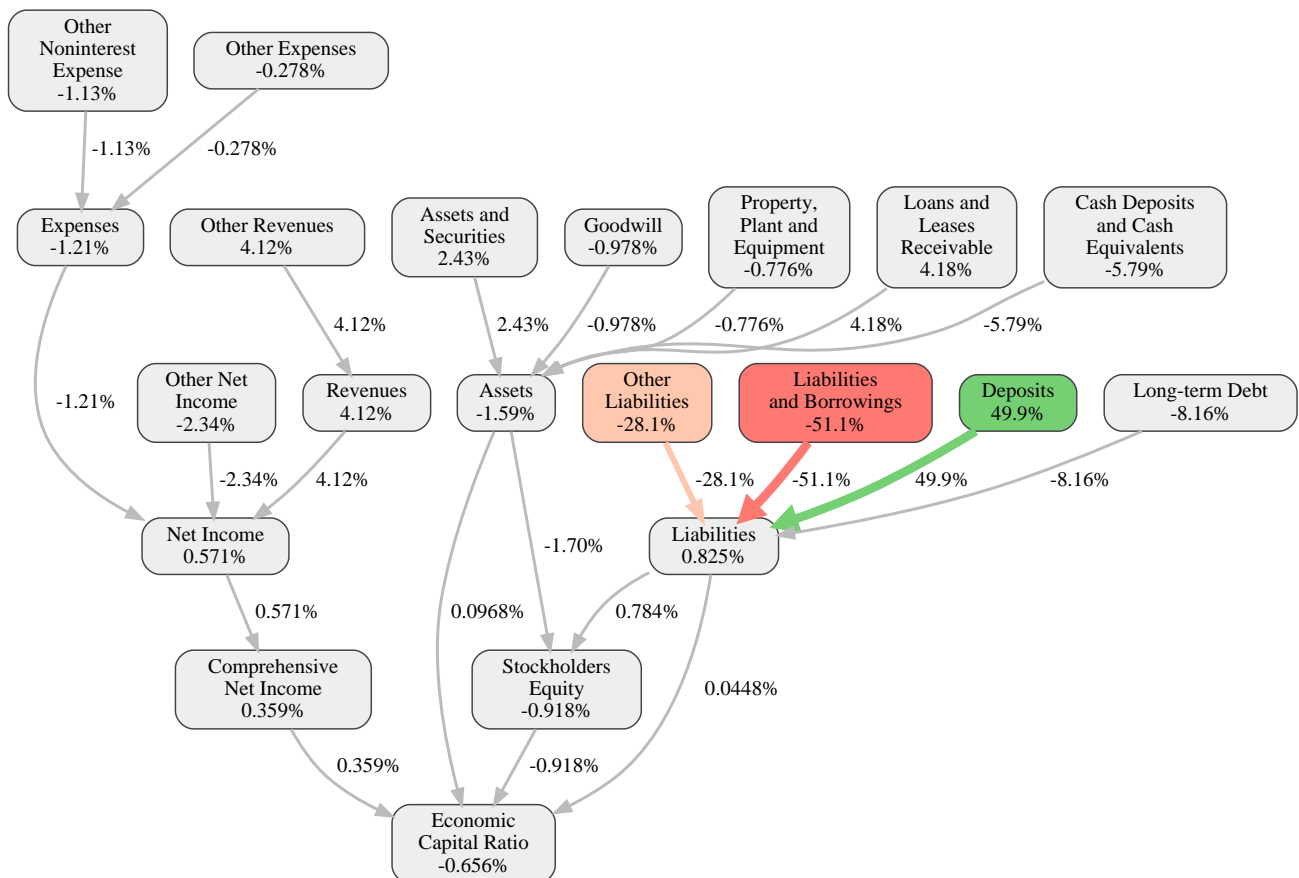 Other
Noninterest
Expense
-1.13%
Other Expenses
-0.278%
-1.13%
-0.278%
Expenses
-1.21%
Other Revenues
4.12%
Assets and
Securities
2.43%
Goodwill
-0.978%
Property,
Plant and
Equipment
-0.776%
Loans and
Leases
Receivable
4.18%
Cash Deposits
and Cash
Equivalents
-5.79%
4.12%
2.43%
-0.978%
-0.776%
4.18%
-5.79%
-1.21%
Other Net
Income
-2.34%
Revenues
4.12%
Assets
-1.59%
Other
Liabilities
-28.1%
Liabilities
and Borrowings
-51.1%
Deposits
49.9%
Long-term Debt
-8.16%
-2.34%
4.12%
-28.1%
-51.1%
49.9%
-8.16%
Net Income
0.571%
-1.70%
Liabilities
0.825%
0.571%
0.0968%
0.784%
Comprehensive
Net Income
0.359%
Stockholders
Equity
-0.918%
0.0448%
0.359%
-0.918%
Economic
Capital Ratio
-0.656%